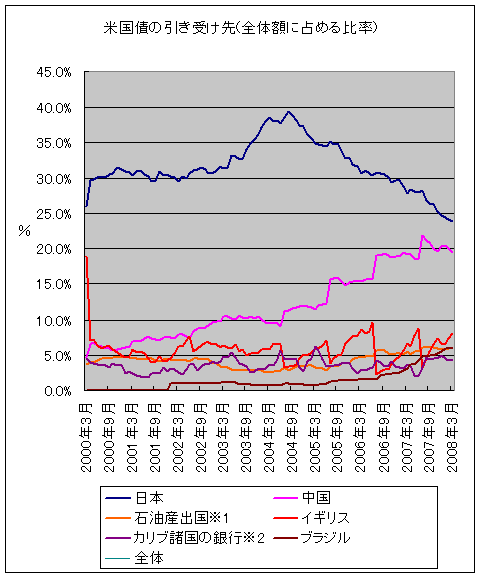 米国債の引き受け先(全体額に占める比率)
45.0%
40.0%
35.0%
30.0%
25.0%
20.0%
15.0%
10.0%
5.0%
0.0%
%
2000年3月
2000年9月
2001年3月
2001年9月
2002年3月
2002年9月
2003年3月
2003年9月
2004年3月
2004年9月
2005年3月
2005年9月
2006年3月
2006年9月
2007年3月
2007年9月
2008年3月
日本
中国
石油産出国※1
イギリス
カリブ諸国の銀行※2
ブラジル
全体